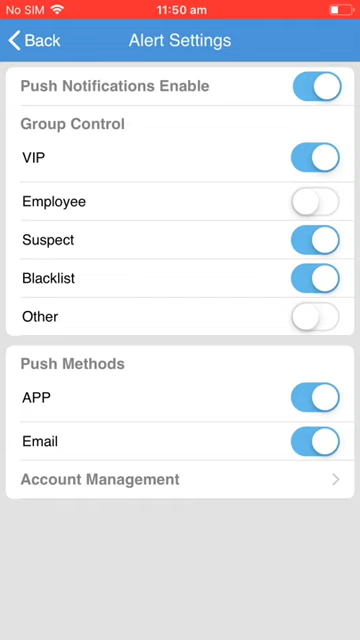 No SIM 11:50 am
Back Alert Settings
Push Notifications Enable
Group Control
VIP
Employee
Suspect
Blacklist
Other
Push Methods
APP
Email
Account Management